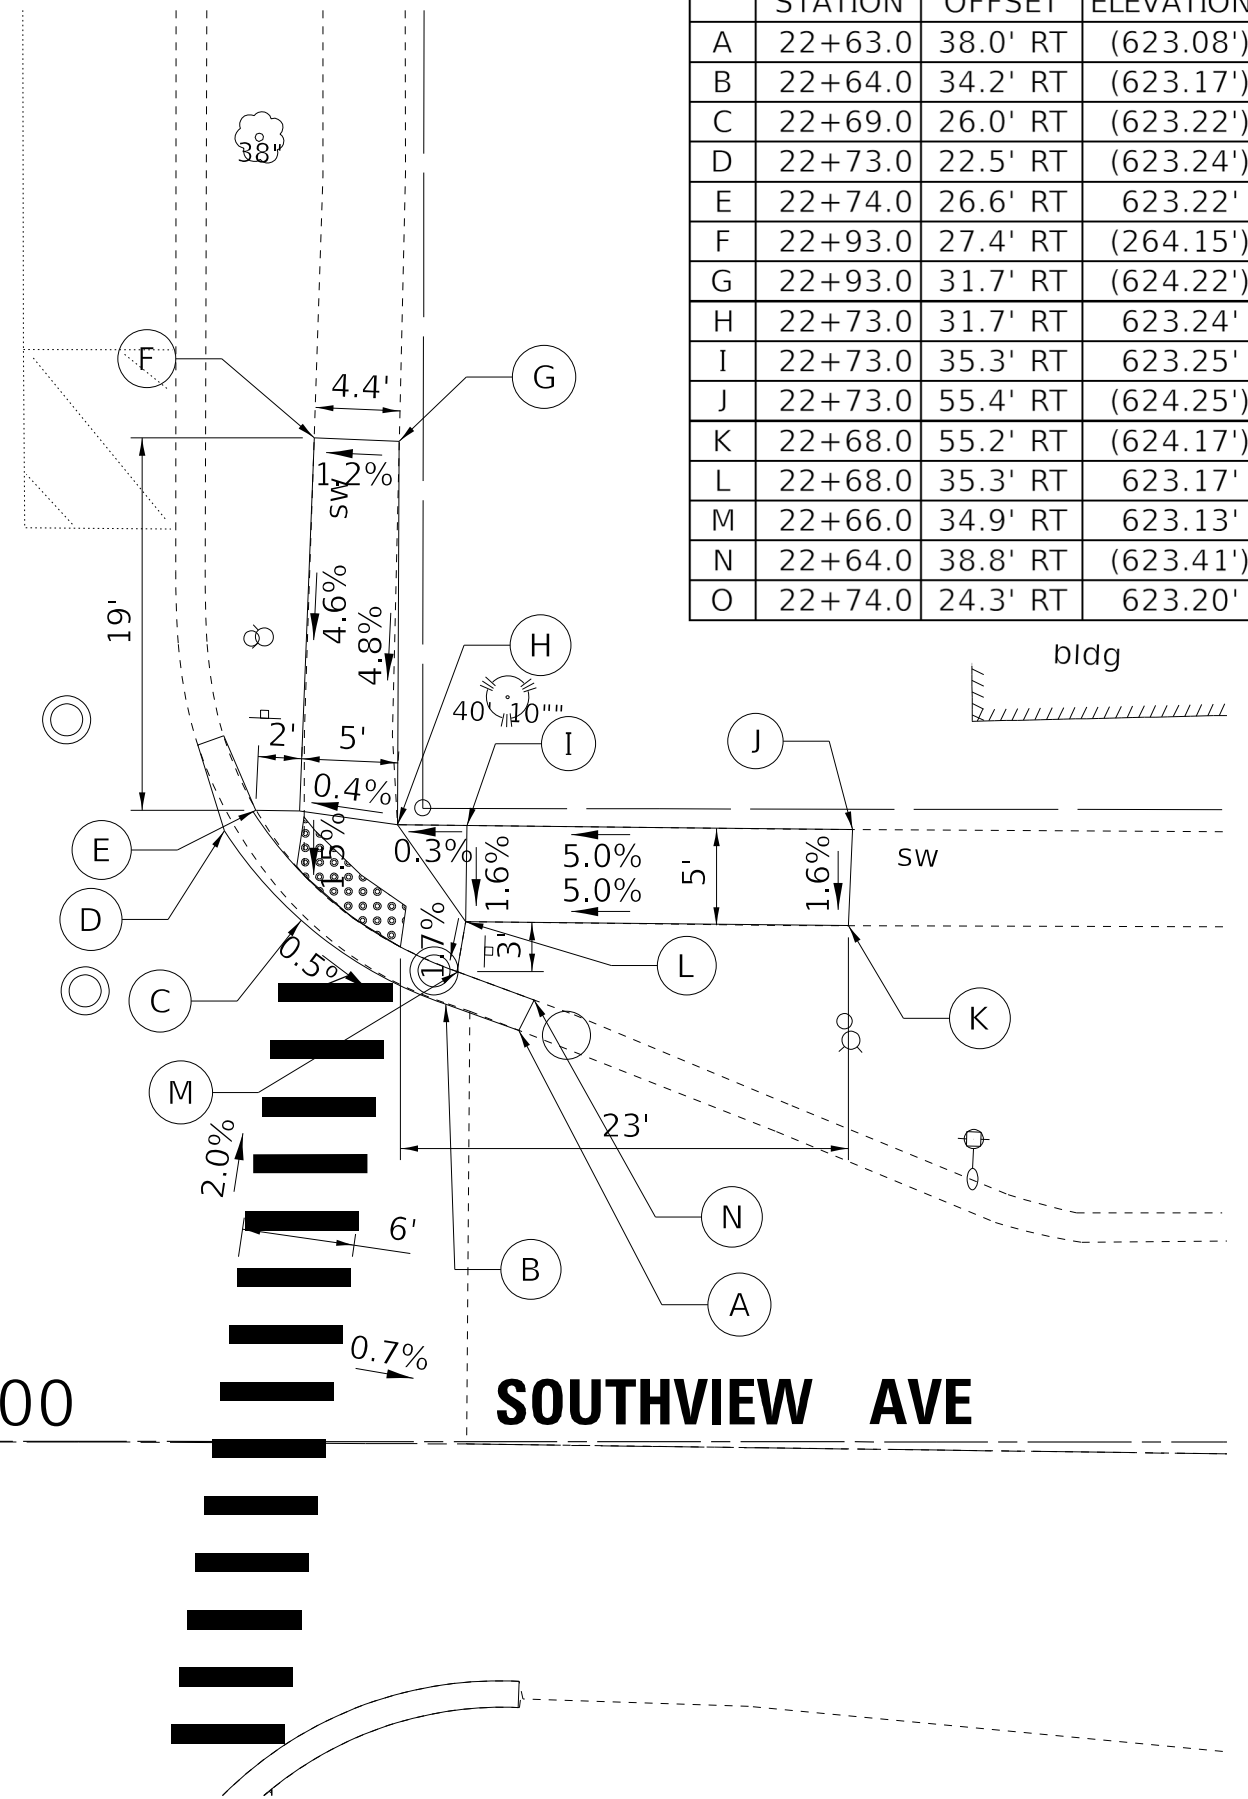 STATION OFFSET ELEVATION
A 22+63.0 38.0' RT (623.08')
B 22+64.0 34.2' RT (623.17')
C 22+69.0 26.0' RT (623.22')
D 22+73.0 22.5' RT (623.24')
E 22+74.0 26.6' RT 623.22'
F 22+93.0 27.4' RT (264.15')
G 22+93.0 31.7' RT (624.22')
H 22+73.0 31.7' RT 623.24'
I 22+73.0 35.3' RT 623.25'
J 22+73.0 55.4' RT (624.25')
K 22+68.0 55.2' RT (624.17')
L 22+68.0 35.3' RT 623.17'
M 22+66.0 34.9' RT 623.13'
N 22+64.0 38.8' RT (623.41')
O 22+74.0 24.3' RT 623.20'
38"
F
G
4.4'
1.2%
sw
19'
4.6%
4.8%
H
bldg
40' 10""
2'
5'
I
J
0.4%
E
1.5%
0.3%
1.6%
5.0%
5.0%
5'
1.6%
sw
D
1.7%
3'
L
0.5%
C
K
M
23'
2.0%
N
6'
B
A
0.7%
00
SOUTHVIEW AVE